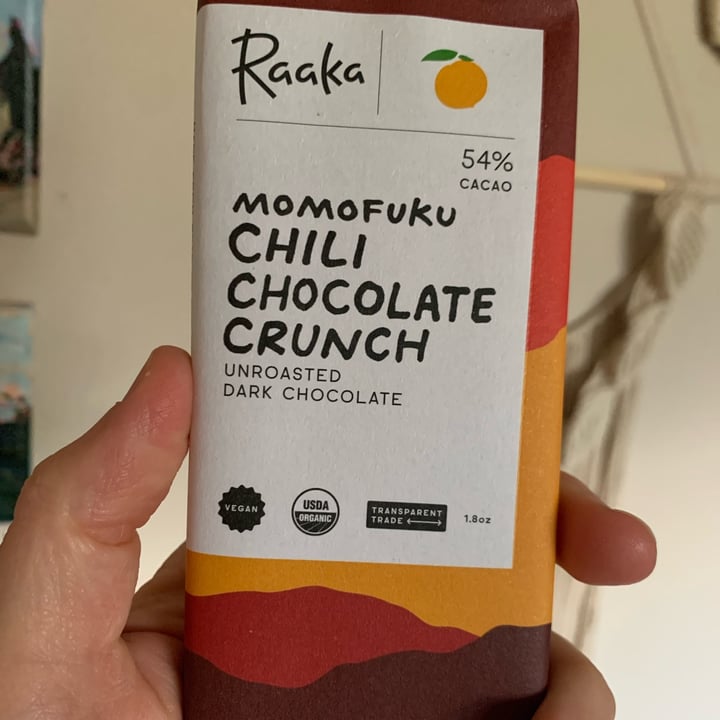 Raaka
54%
CACAO
MOMOFUKU
CHILI
CHOCOLATE
CRUNCH
UNROASTED
DARK CHOCOLATE
VEGAN
USDA
ORGANIC
TRANSPARENT
TRADE
1.8oz